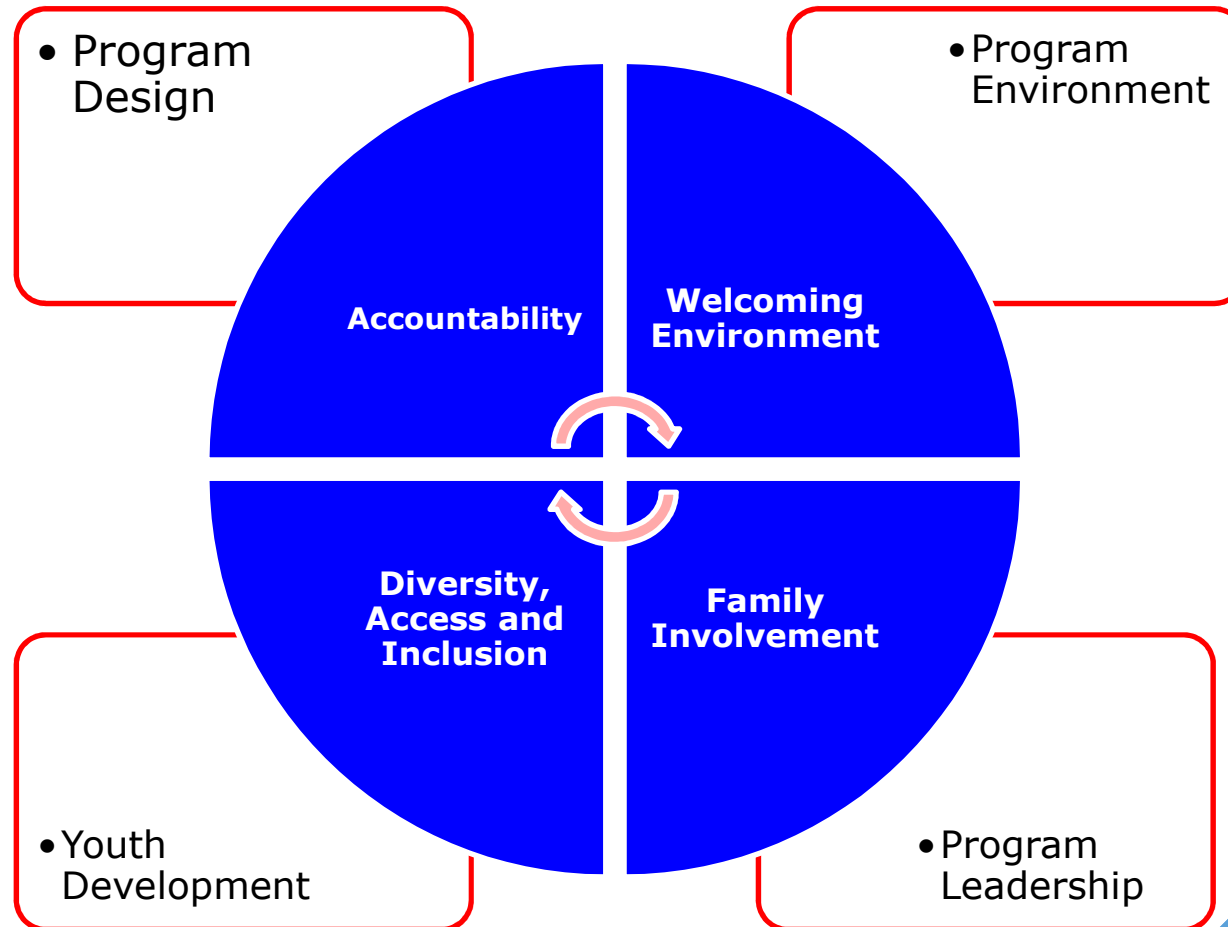 • Program
Design
• Program
Environment
Accountability
Welcoming
Environment
Diversity,
Access and
Inclusion
Family
Involvement
• Youth
Development
• Program
Leadership